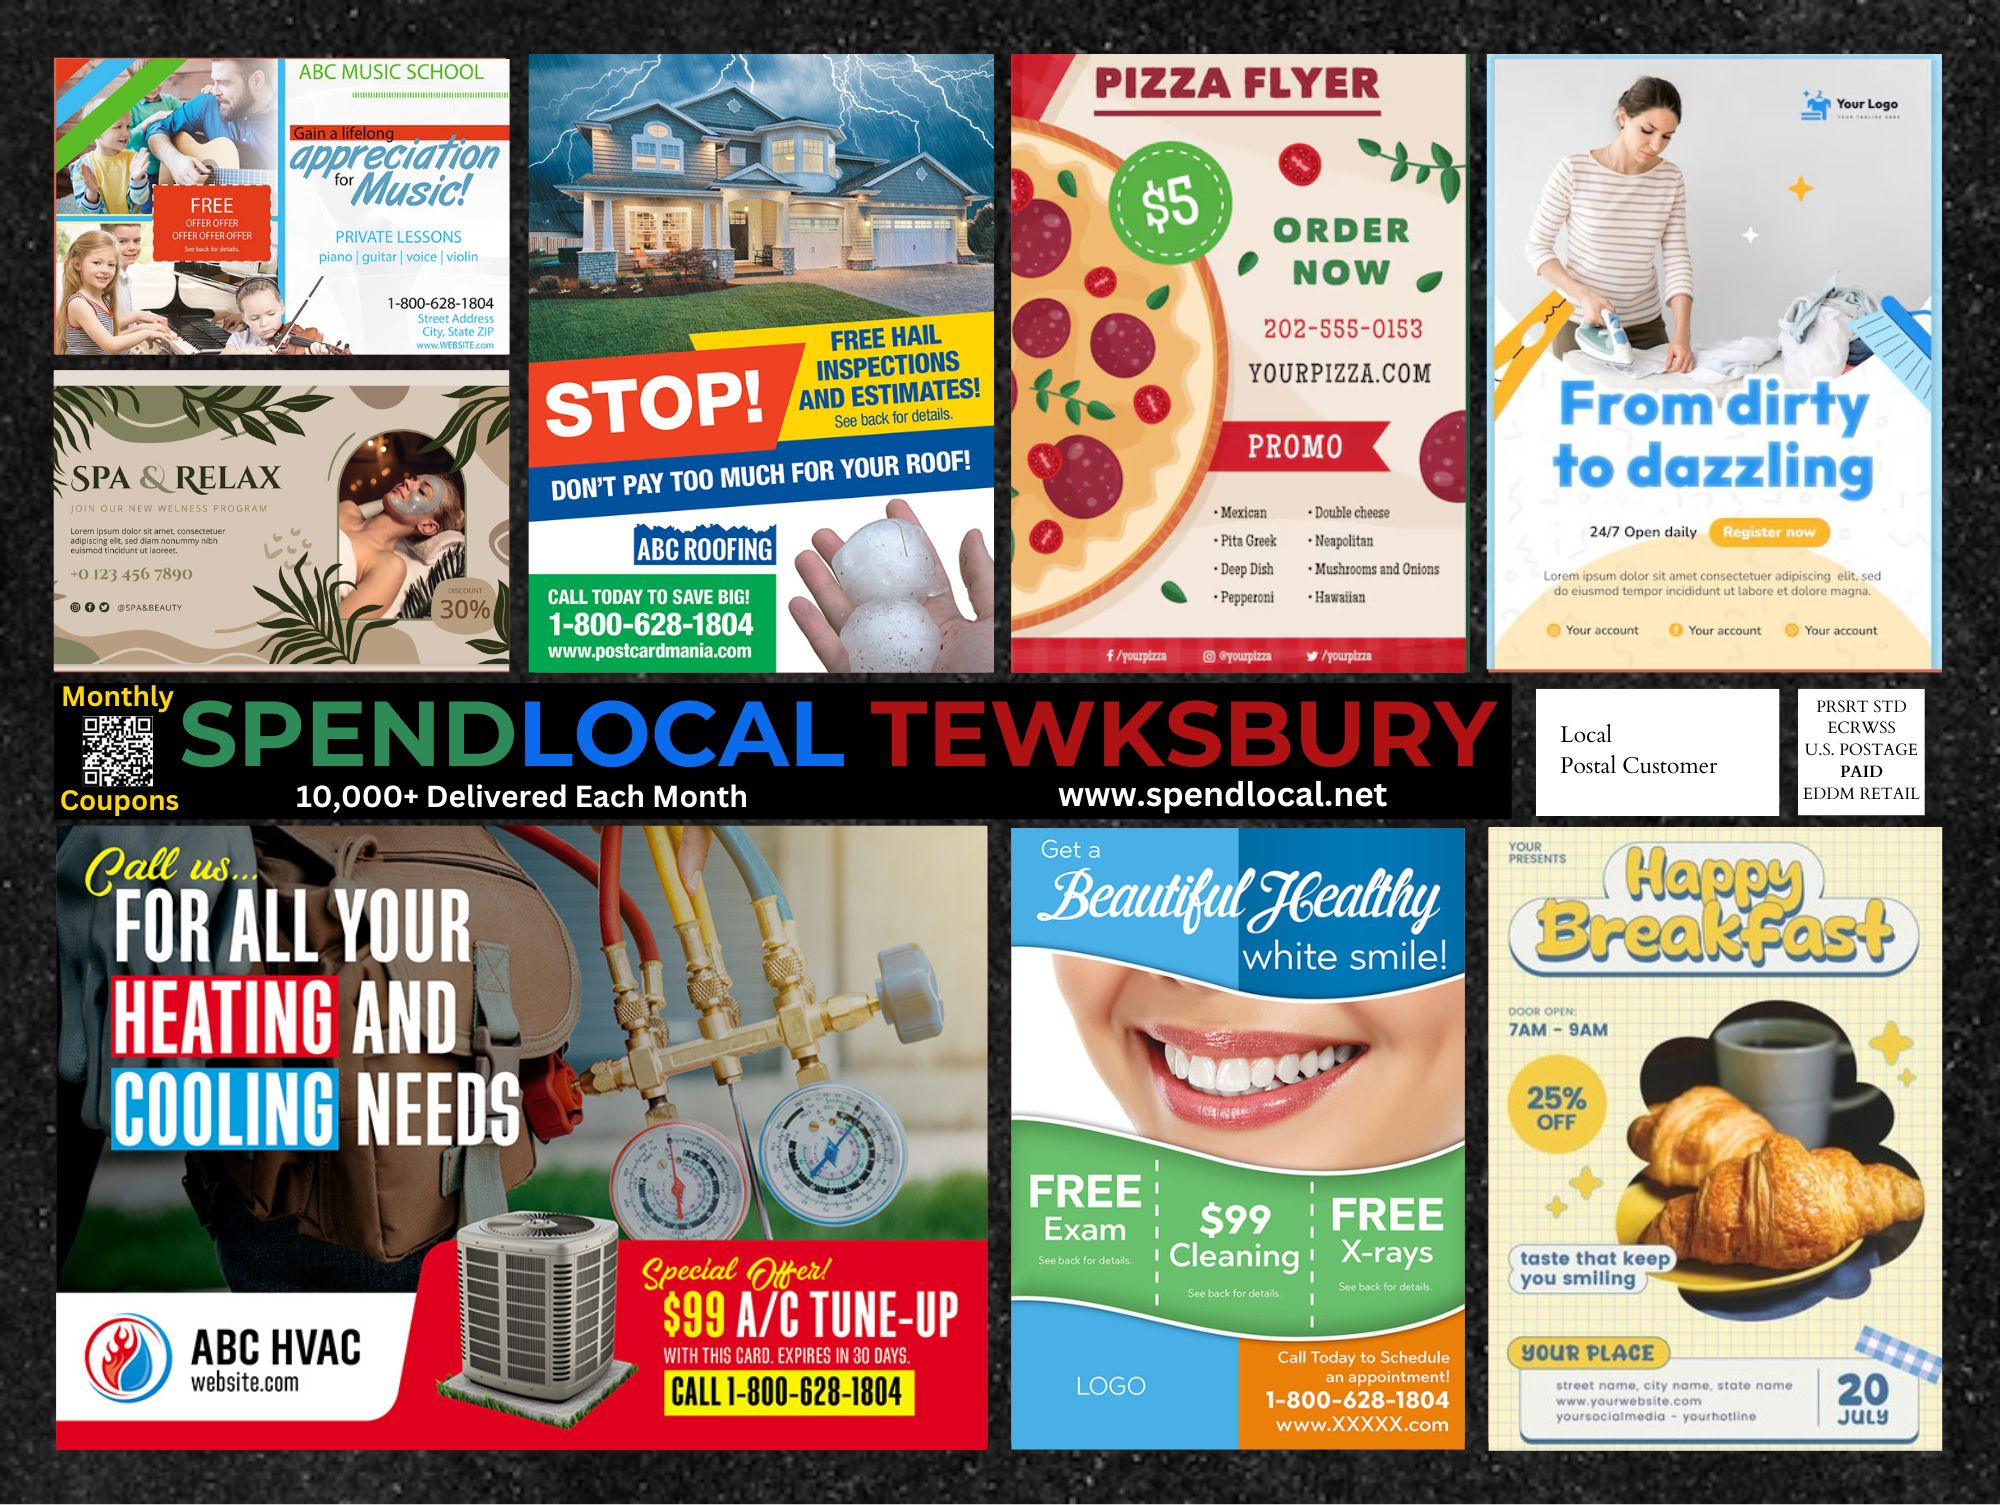 ABC MUSIC SCHOOL
Gain a lifelong
appreciation
for Music!
FREE
OFFER OFFER
OFFER OFFER OFFER
See back for details.
PRIVATE LESSONS
piano | guitar | voice | violin
1-800-628-1804
Street Address
City, State ZIP
www.WEBSITE.com
SPA & RELAX
JOIN OUR NEW WELNESS PROGRAM
Lorem ipsum dolor sit amet, consectetuer
adipiscing elit, sed diam nonummy nibh
euismod tincidunt ut laoreet.
+0 123 456 7890
@SPA&BEAUTY
DISCOUNT
30%
STOP!
FREE HAIL
INSPECTIONS
AND ESTIMATES!
See back for details.
DON'T PAY TOO MUCH FOR YOUR ROOF!
ABC ROOFING
CALL TODAY TO SAVE BIG!
1-800-628-1804
www.postcardmania.com
PIZZA FLYER
$5
ORDER
NOW
202-555-0153
YOURPIZZA.COM
PROMO
• Mexican
• Pita Greek
• Deep Dish
• Pepperoni
• Double cheese
• Neapolitan
• Mushrooms and Onions
• Hawaiian
/yourpizza @yourpizza /yourpizza
Your Logo
YOUR TAGLINE HERE
From dirty
to dazzling
24/7 Open daily Register now
Lorem ipsum dolor sit amet consectetuer adipiscing elit, sed
do eiusmod tempor incididunt ut labore et dolore magna.
Your account Your account Your account
Monthly
Coupons
SPENDLOCAL TEWKSBURY
10,000+ Delivered Each Month www.spendlocal.net
Local
Postal Customer
PRSRT STD
ECRWSS
U.S. POSTAGE
PAID
EDDM RETAIL
Call us...
FOR ALL YOUR
HEATING AND
COOLING NEEDS
ABC HVAC
website.com
Special Offer!
$99 A/C TUNE-UP
WITH THIS CARD. EXPIRES IN 30 DAYS.
CALL 1-800-628-1804
Get a
Beautiful Healthy
white smile!
FREE
Exam
See back for details.
$99
Cleaning
See back for details.
FREE
X-rays
See back for details.
LOGO
Call Today to Schedule
an appointment!
1-800-628-1804
www.XXXXX.com
YOUR
PRESENTS
Happy
Breakfast
DOOR OPEN:
7AM - 9AM
25%
OFF
taste that keep
you smiling
YOUR PLACE
street name, city name, state name
www.yourwebsite.com
yoursocialmedia - yourhotline
20
JULY